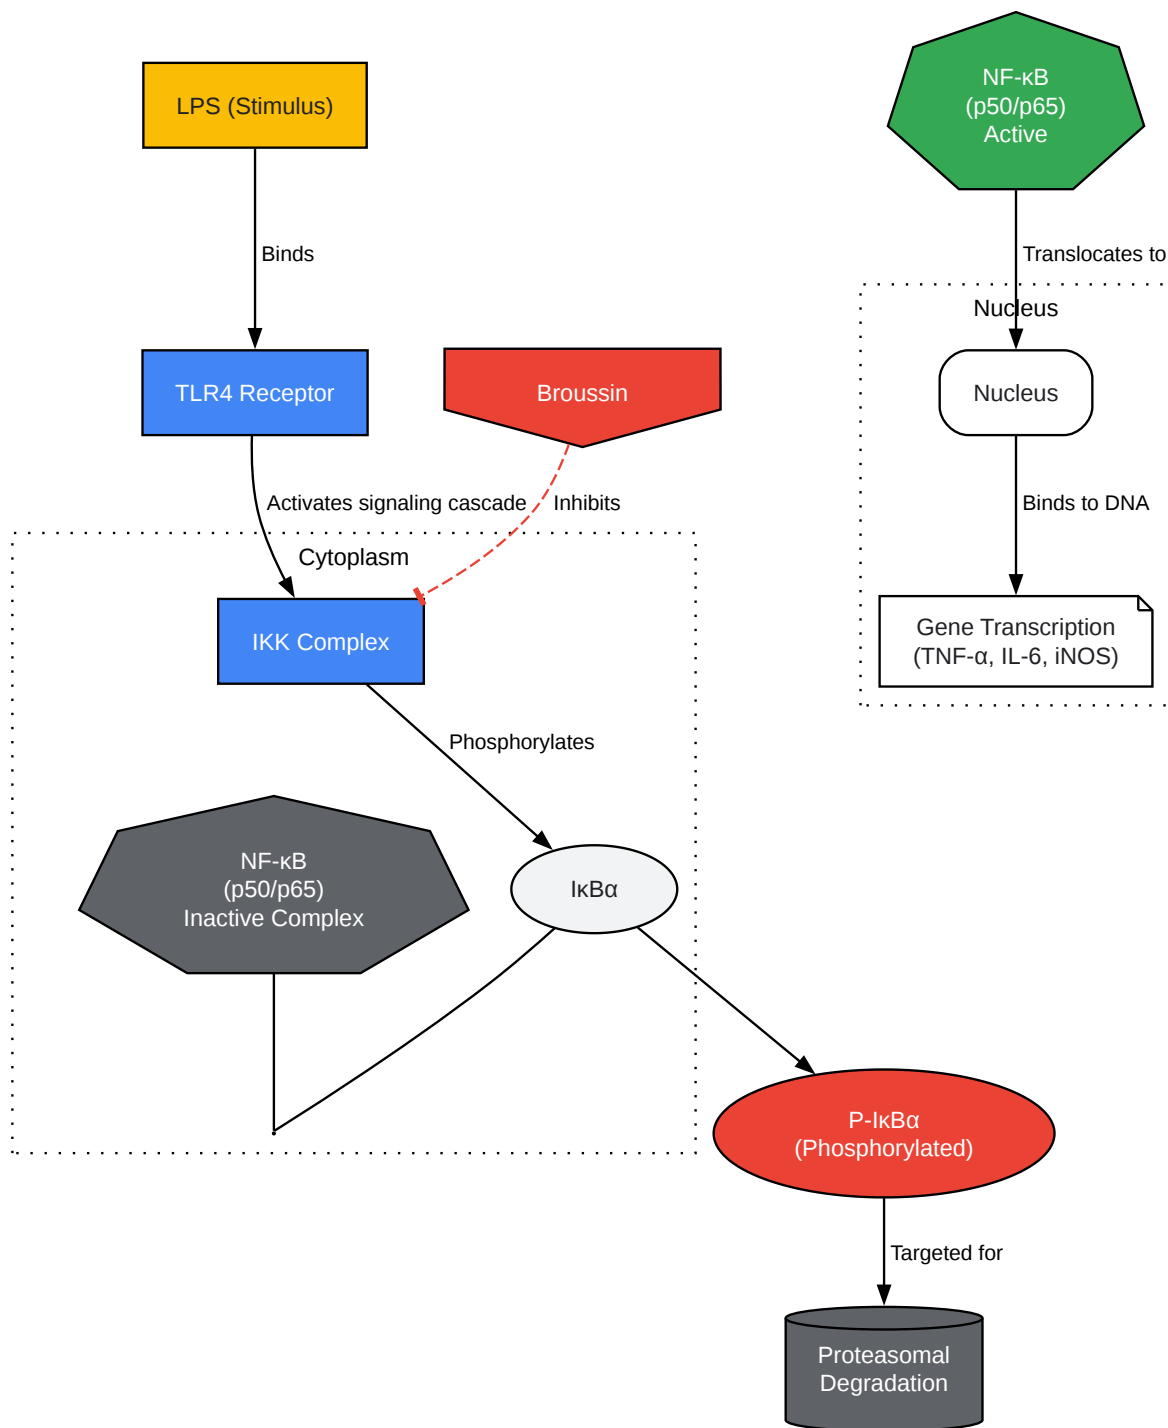 LPS (Stimulus)
NF-κB
(p50/p65)
Active
Binds
Translocates to
Nucleus
TLR4 Receptor
Broussin
Nucleus
Activates signaling cascade
Inhibits
Binds to DNA
Cytoplasm
IKK Complex
Gene Transcription
(TNF-α, IL-6, iNOS)
Phosphorylates
NF-κB
(p50/p65)
Inactive Complex
IκBα
P-IκBα
(Phosphorylated)
Targeted for
Proteasomal
Degradation